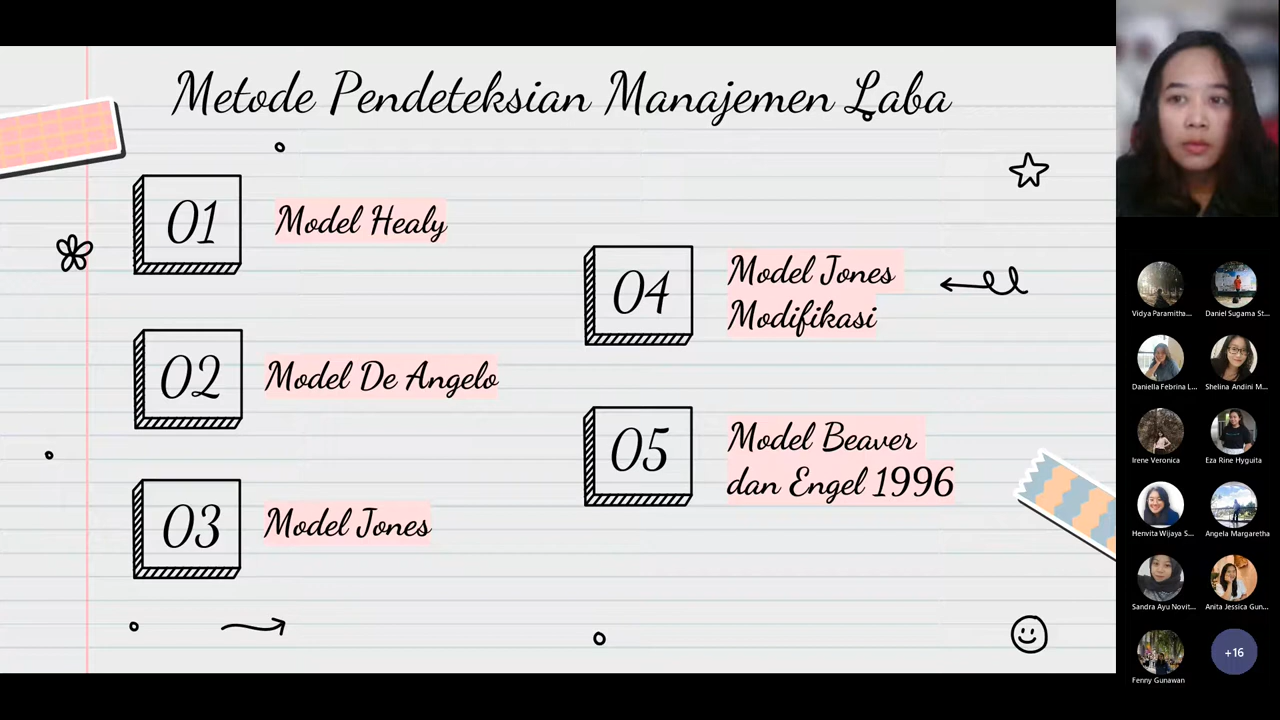 Metode Pendeteksian Manajemen Laba
01
Model Healy
02
Model De Angelo
03
Model Jones
04
Model Jones
Modifikasi
05
Model Beaver
dan Engel 1996
Vidya Paramitha...
Daniel Sugama St...
Daniella Febrina L...
Shelina Andini M...
Irene Veronica
Eza Rine Hyguita
Henvita Wijaya S...
Angela Margaretha
Sandra Ayu Novit...
Anita Jessica Gun...
Fenny Gunawan
+16